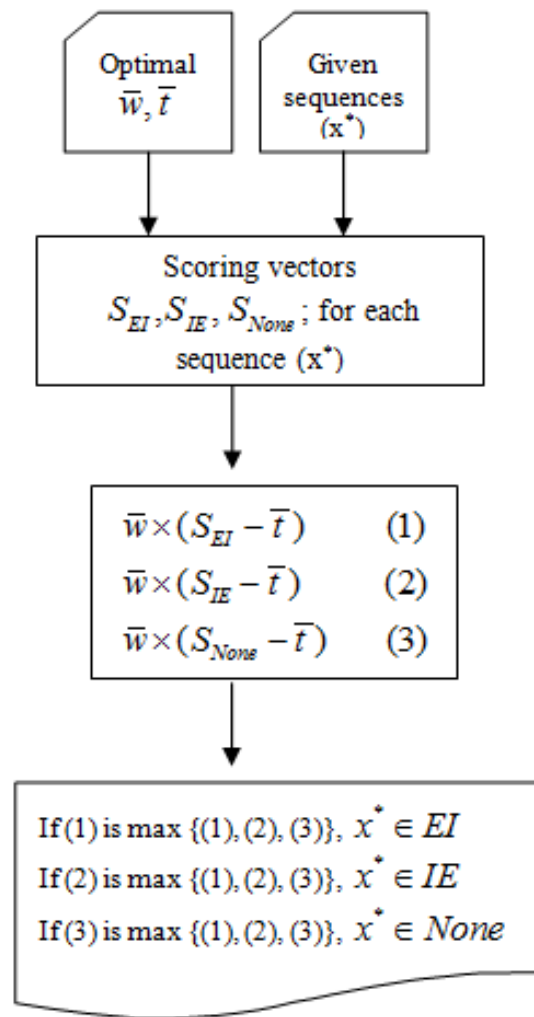 Optimal
w̅, t̅
Given
sequences
(x*)
Scoring vectors
S_EI, S_IE, S_None ; for each
sequence (x*)
w̅ × (S_EI − t̅) (1)
w̅ × (S_IE − t̅) (2)
w̅ × (S_None − t̅) (3)
If (1) is max {(1), (2), (3)}, x* ∈ EI
If (2) is max {(1), (2), (3)}, x* ∈ IE
If (3) is max {(1), (2), (3)}, x* ∈ None